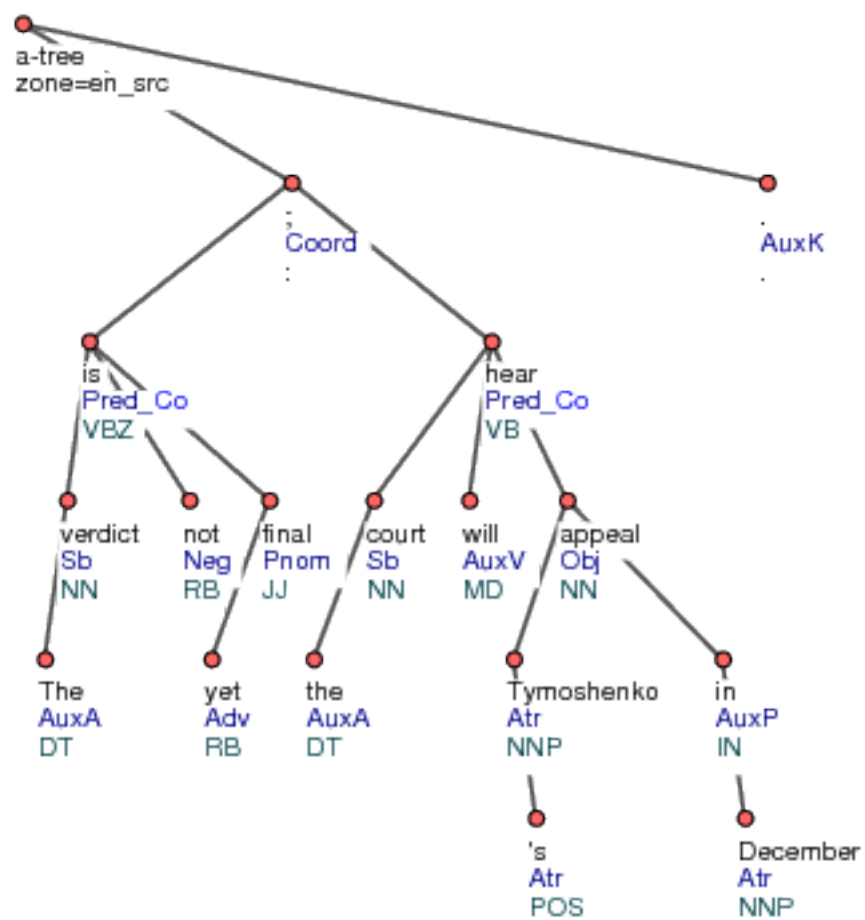 a-tree
zone=en_src
;
Coord
:
.
AuxK
.
is
Pred_Co
VBZ
hear
Pred_Co
VB
verdict
Sb
NN
not
Neg
RB
final
Pnom
JJ
court
Sb
NN
will
AuxV
MD
appeal
Obj
NN
The
AuxA
DT
yet
Adv
RB
the
AuxA
DT
Tymoshenko
Atr
NNP
in
AuxP
IN
's
Atr
POS
December
Atr
NNP